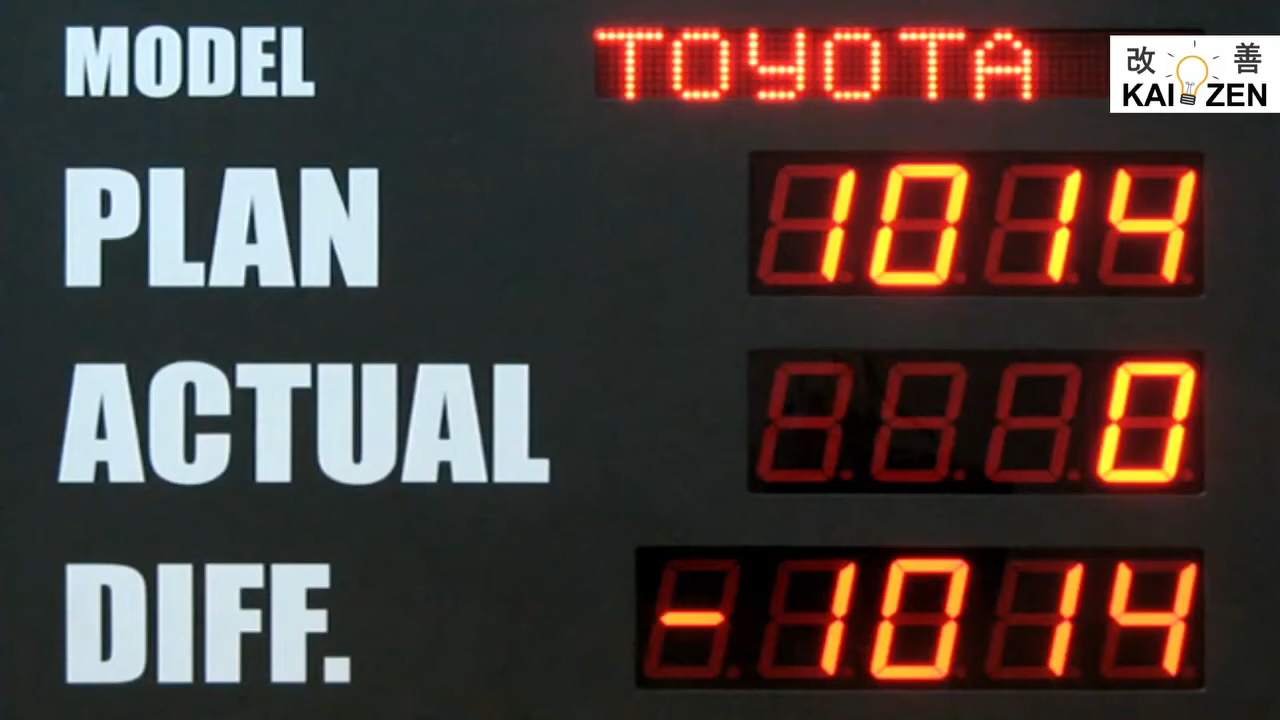 MODEL TOYOTA
改善
KAIZEN
PLAN 1014
ACTUAL 0
DIFF. -1014